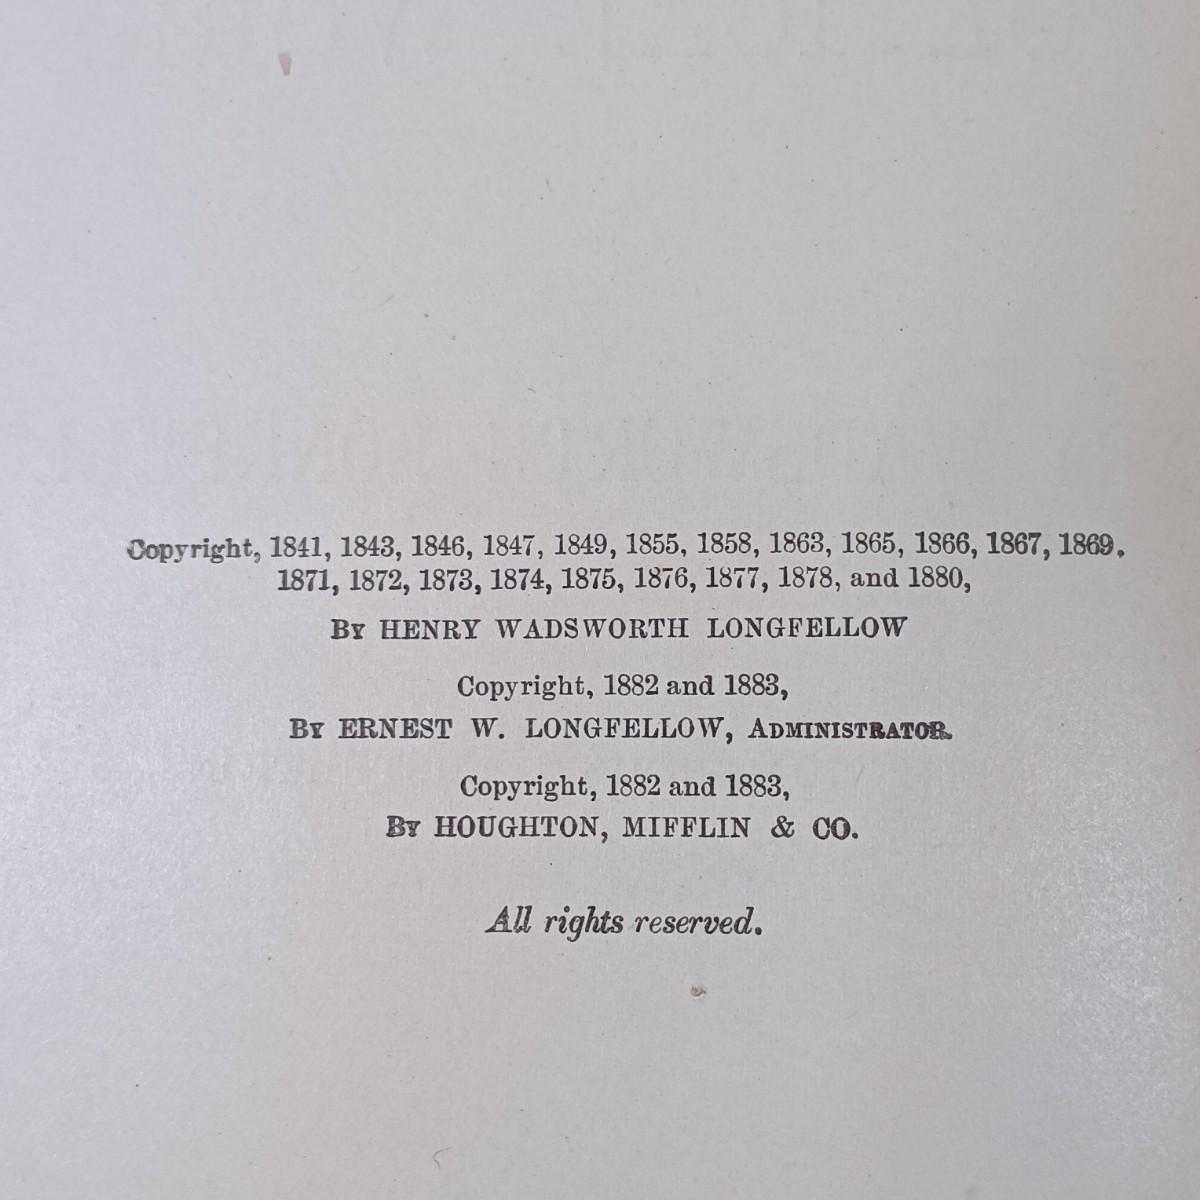 Copyright, 1841, 1843, 1846, 1847, 1849, 1855, 1858, 1863, 1865, 1866, 1867, 1869.
1871, 1872, 1873, 1874, 1875, 1876, 1877, 1878, and 1880,
By HENRY WADSWORTH LONGFELLOW
Copyright, 1882 and 1883,
By ERNEST W. LONGFELLOW, Administrator.
Copyright, 1882 and 1883,
By HOUGHTON, MIFFLIN & CO.
All rights reserved.